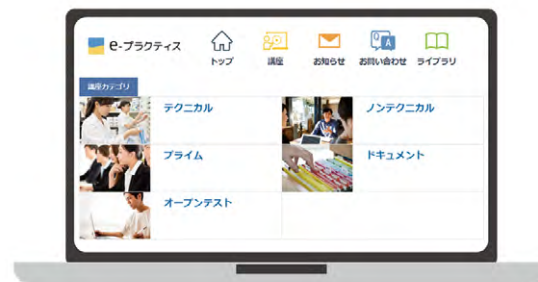 e-プラクティス
トップ
講座
お知らせ
お問い合わせ
ライブラリ
Q
A
講座カテゴリ
テクニカル
ノンテクニカル
プライム
ドキュメント
オープンテスト